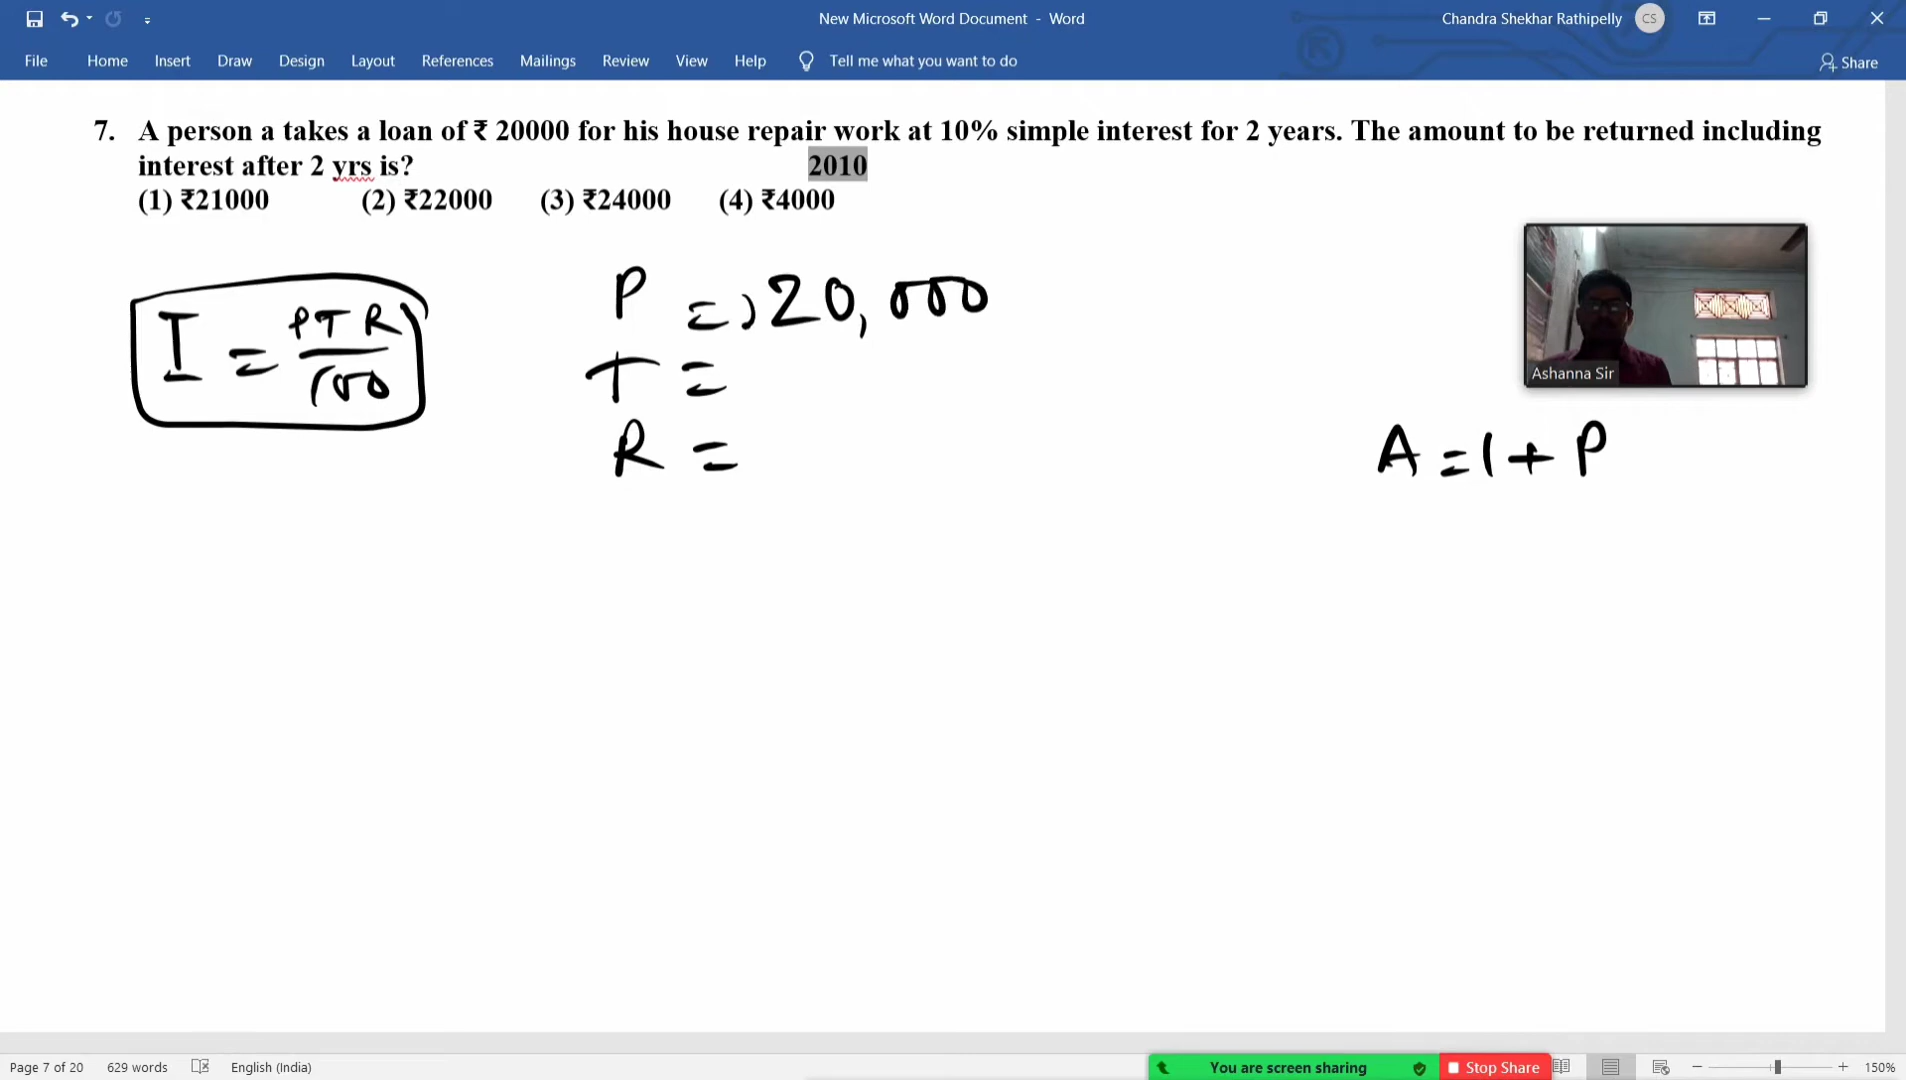 New Microsoft Word Document - Word
Chandra Shekhar Rathipelly CS
File Home Insert Draw Design Layout References Mailings Review View Help Tell me what you want to do Share
7. A person a takes a loan of ₹ 20000 for his house repair work at 10% simple interest for 2 years. The amount to be returned including
interest after 2 yrs is? 2010
(1) ₹21000 (2) ₹22000 (3) ₹24000 (4) ₹4000
I = PTR/100
P = 20,000
T =
R =
Ashanna Sir
A = I + P
Page 7 of 20 629 words English (India) You are screen sharing Stop Share 150%